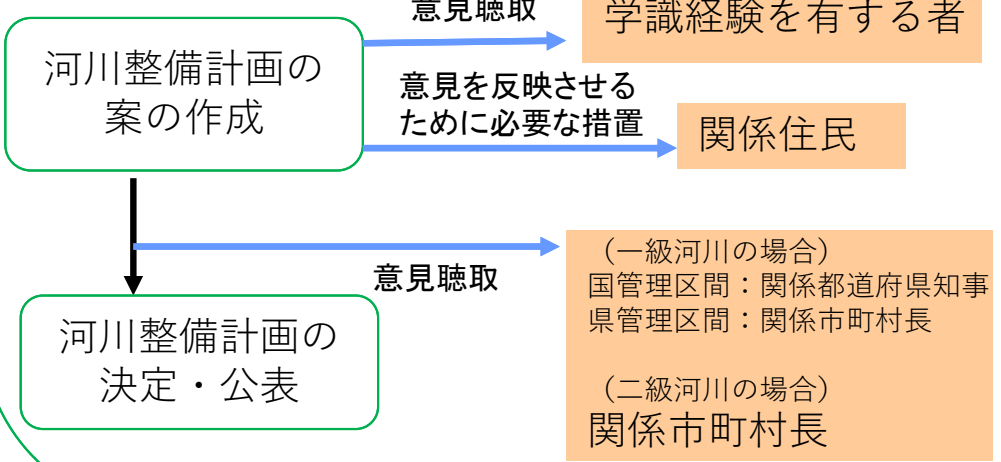 意見聴取
学識経験を有する者
河川整備計画の
案の作成
意見を反映させる
ために必要な措置
関係住民
意見聴取
（一級河川の場合）
国管理区間：関係都道府県知事
県管理区間：関係市町村長
（二級河川の場合）
関係市町村長
河川整備計画の
決定・公表